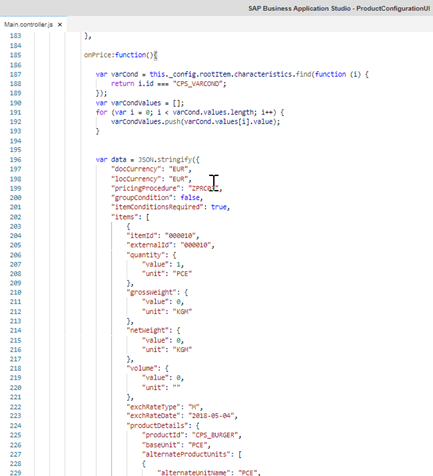 SAP Business Application Studio - ProductConfigurationUI
Main.controller.js ×
183 },
184
185 onPrice:function(){
186
187 var varCond = this._config.rootItem.characteristics.find(function (i) {
188 return i.id === "CPS_VARCOND";
189 });
190 var varCondValues = [];
191 for (var i = 0; i < varCond.values.length; i++) {
192 varCondValues.push(varCond.values[i].value);
193 }
194
195
196 var data = JSON.stringify({
197 "docCurrency": "EUR",
198 "locCurrency": "EUR",
199 "pricingProcedure":
200 "groupCondition": false,
201 "itemConditionsRequired": true,
202 "items": [
203 {
204 "itemId": "000010",
205 "externalId": "000010",
206 "quantity": {
207 "value": 1,
208 "unit": "PCE"
209 },
210 "grossWeight": {
211 "value": 0,
212 "unit": "KGM"
213 },
214 "netWeight": {
215 "value": 0,
216 "unit": "KGM"
217 },
218 "volume": {
219 "value": 0,
220 "unit": ""
221 },
222 "exchRateType": "M",
223 "exchRateDate": "2018-05-04",
224 "productDetails": {
225 "productId": "CPS_BURGER",
226 "baseUnit": "PCE",
227 "alternateProductUnits": [
228 {
229 "alternateUnitName": "PCE",